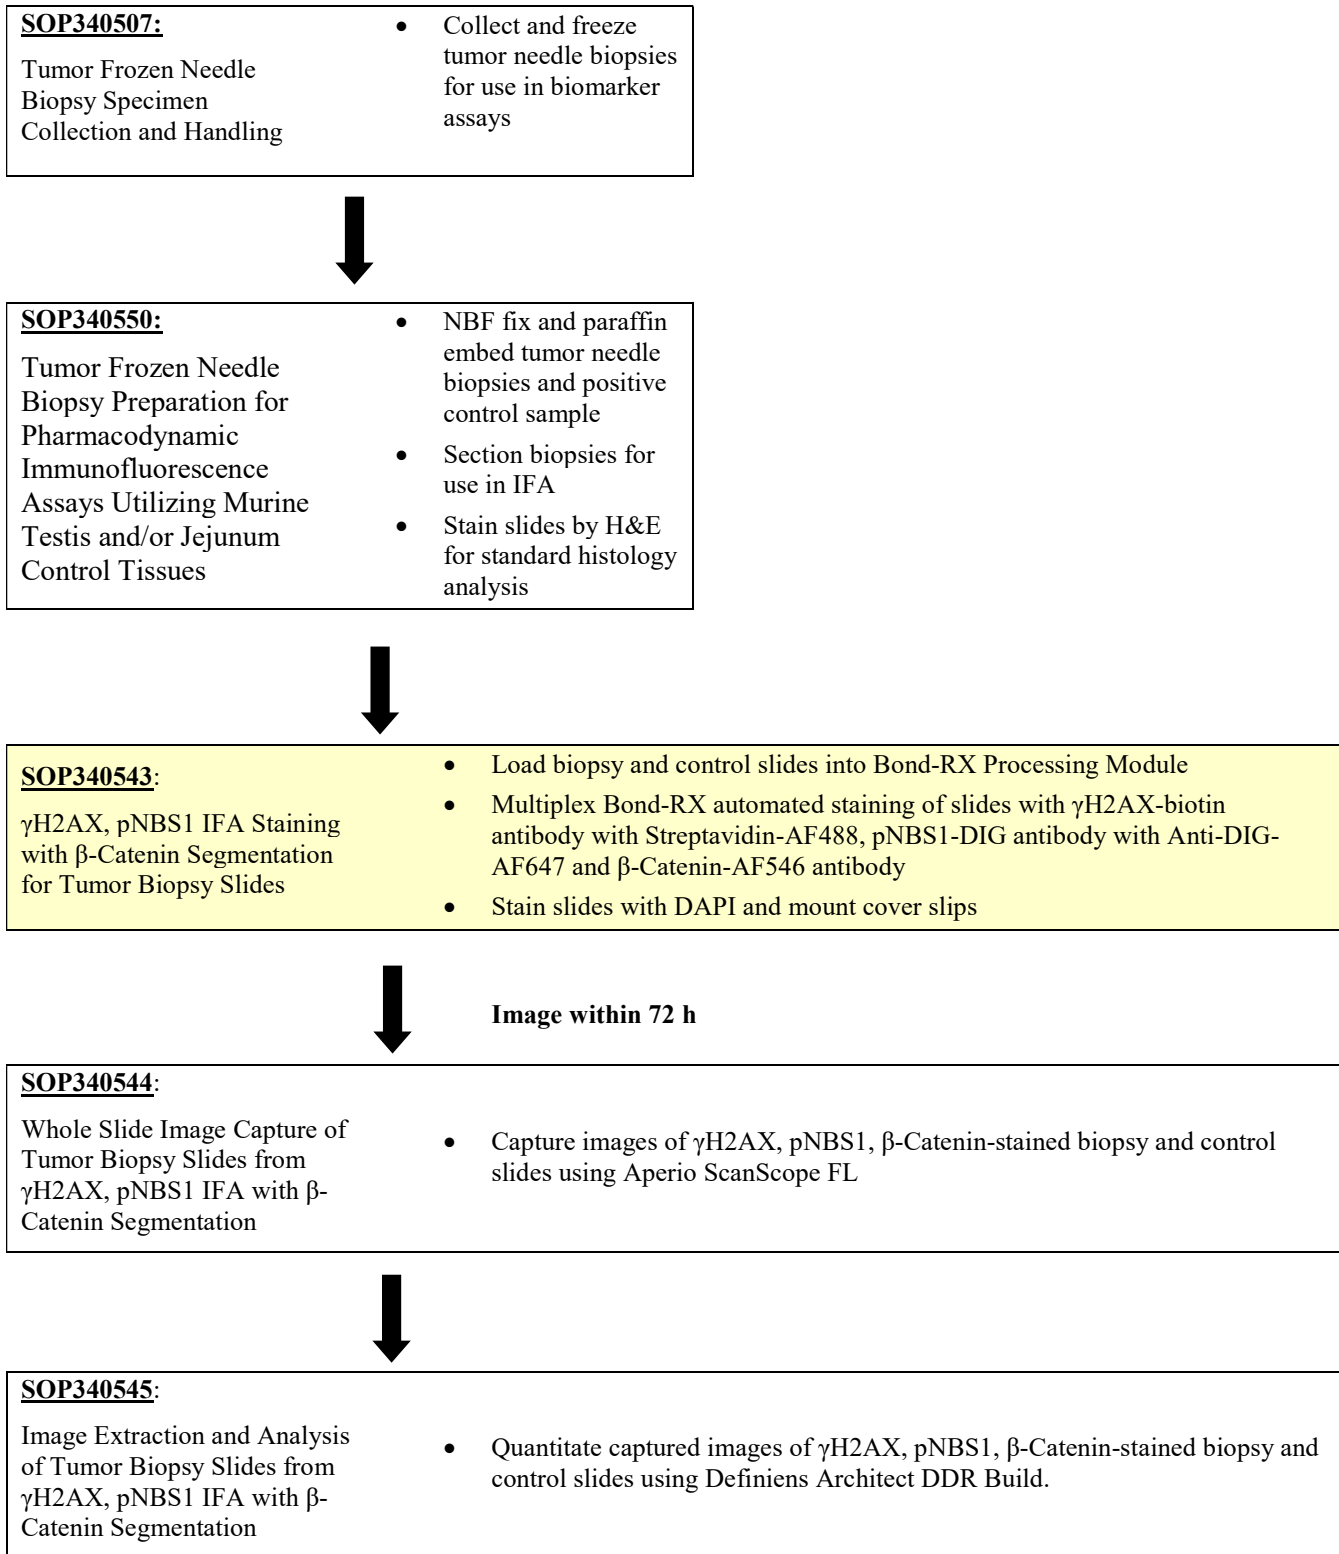 SOP340507:
Tumor Frozen Needle
Biopsy Specimen
Collection and Handling
• Collect and freeze
tumor needle biopsies
for use in biomarker
assays
SOP340550:
Tumor Frozen Needle
Biopsy Preparation for
Pharmacodynamic
Immunofluorescence
Assays Utilizing Murine
Testis and/or Jejunum
Control Tissues
• NBF fix and paraffin
embed tumor needle
biopsies and positive
control sample
• Section biopsies for
use in IFA
• Stain slides by H&E
for standard histology
analysis
SOP340543:
γH2AX, pNBS1 IFA Staining
with β-Catenin Segmentation
for Tumor Biopsy Slides
• Load biopsy and control slides into Bond-RX Processing Module
• Multiplex Bond-RX automated staining of slides with γH2AX-biotin
antibody with Streptavidin-AF488, pNBS1-DIG antibody with Anti-DIG-
AF647 and β-Catenin-AF546 antibody
• Stain slides with DAPI and mount cover slips
Image within 72 h
SOP340544:
Whole Slide Image Capture of
Tumor Biopsy Slides from
γH2AX, pNBS1 IFA with β-
Catenin Segmentation
• Capture images of γH2AX, pNBS1, β-Catenin-stained biopsy and control
slides using Aperio ScanScope FL
SOP340545:
Image Extraction and Analysis
of Tumor Biopsy Slides from
γH2AX, pNBS1 IFA with β-
Catenin Segmentation
• Quantitate captured images of γH2AX, pNBS1, β-Catenin-stained biopsy and
control slides using Definiens Architect DDR Build.